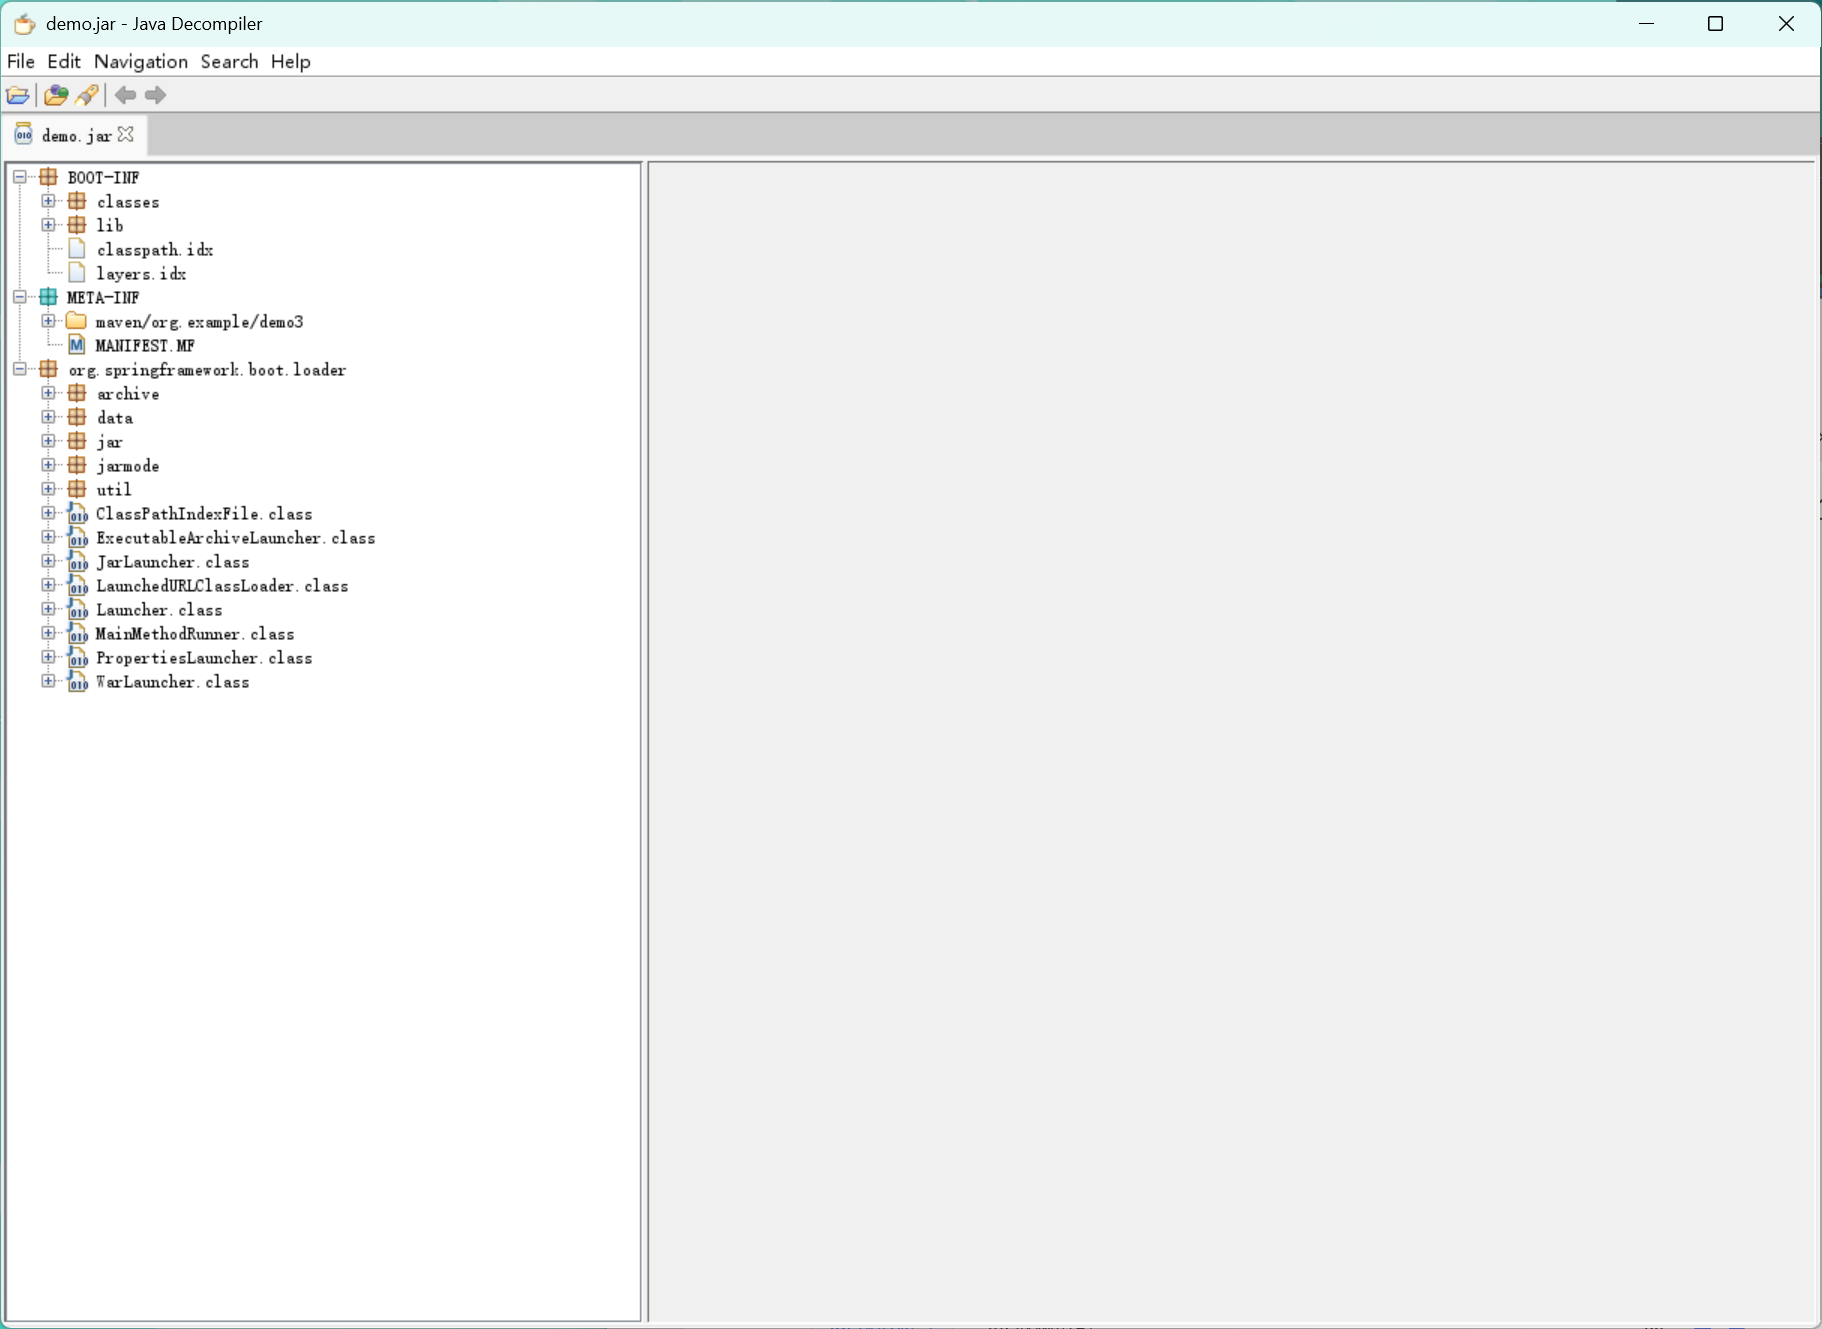 demo.jar - Java Decompiler
File Edit Navigation Search Help
demo.jar
BOOT-INF
classes
lib
classpath.idx
layers.idx
META-INF
maven/org.example/demo3
MANIFEST.MF
org.springframework.boot.loader
archive
data
jar
jarmode
util
ClassPathIndexFile.class
ExecutableArchiveLauncher.class
JarLauncher.class
LaunchedURLClassLoader.class
Launcher.class
MainMethodRunner.class
PropertiesLauncher.class
WarLauncher.class